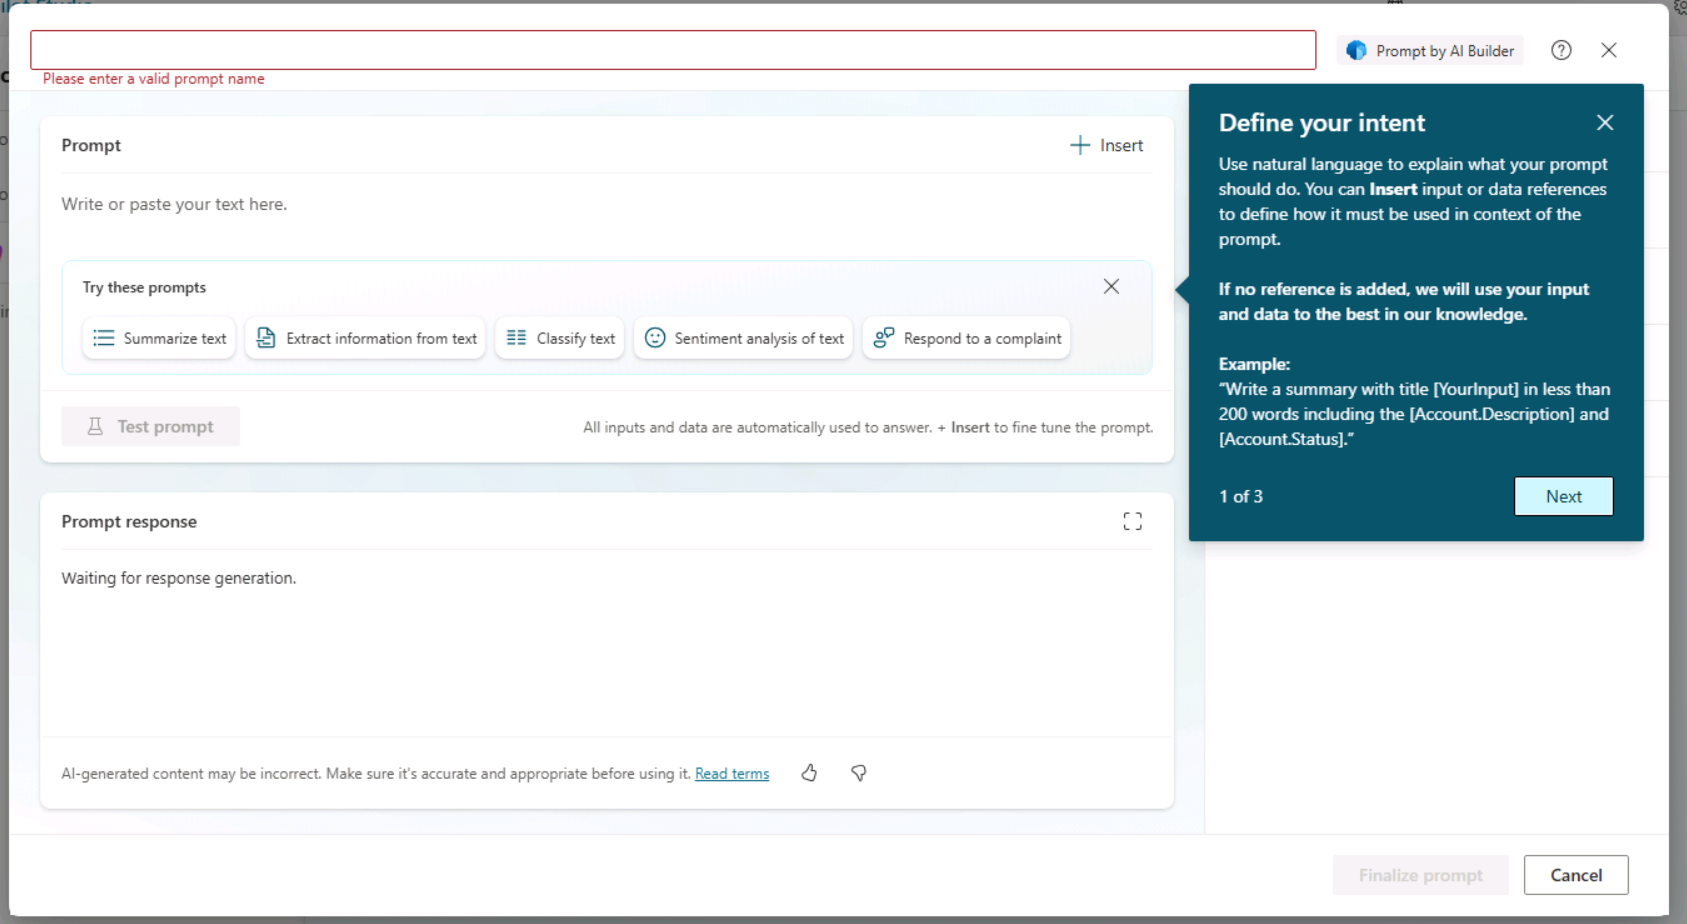 Please enter a valid prompt name
Prompt by AI Builder
Prompt
Insert
Write or paste your text here.
Try these prompts
Summarize text
Extract information from text
Classify text
Sentiment analysis of text
Respond to a complaint
Test prompt
All inputs and data are automatically used to answer. + Insert to fine tune the prompt.
Prompt response
Waiting for response generation.
AI-generated content may be incorrect. Make sure it's accurate and appropriate before using it. Read terms
Define your intent
Use natural language to explain what your prompt
should do. You can Insert input or data references
to define how it must be used in context of the
prompt.
If no reference is added, we will use your input
and data to the best in our knowledge.
Example:
“Write a summary with title [YourInput] in less than
200 words including the [Account.Description] and
[Account.Status].”
1 of 3
Next
Finalize prompt
Cancel